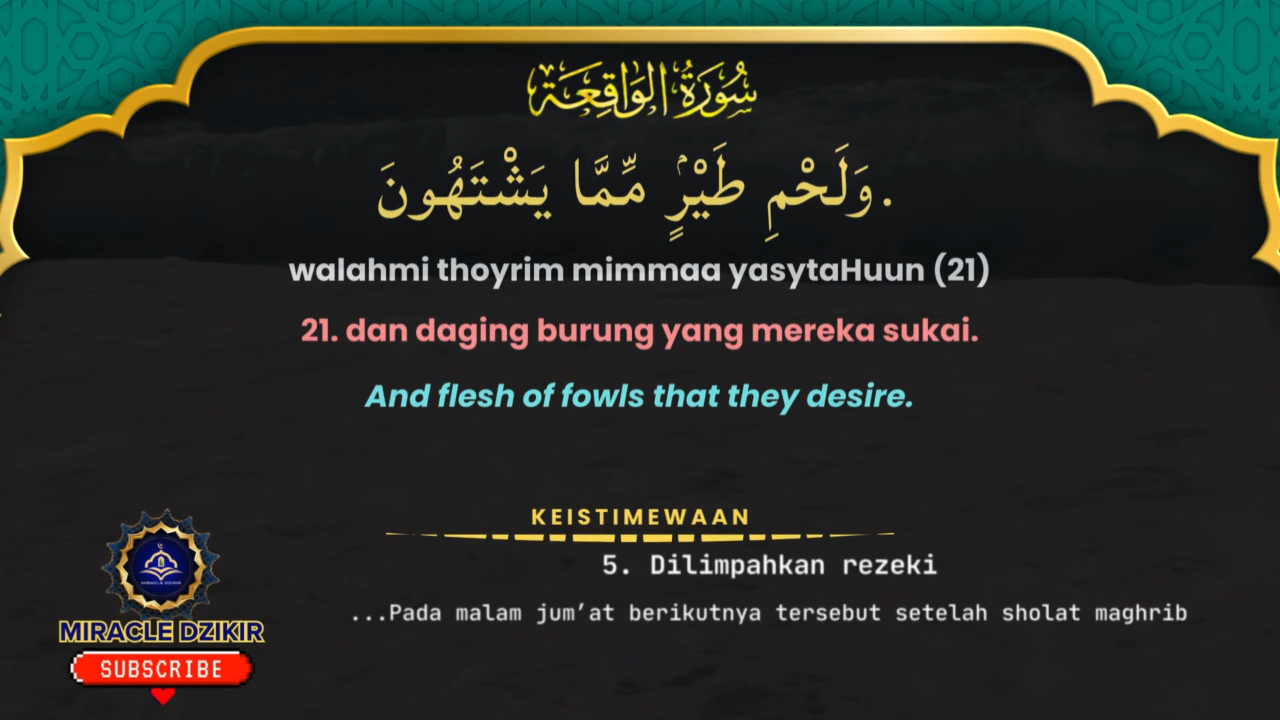 سُورَةُ الوَاقِعَة
وَلَحْمِ طَيْرٍۢ مِّمَّا يَشْتَهُونَ.
walahmi thoyrim mimmaa yasytaHuun (21)
21. dan daging burung yang mereka sukai.
And flesh of fowls that they desire.
KEISTIMEWAAN
5. Dilimpahkan rezeki
...Pada malam jum’at berikutnya tersebut setelah sholat maghrib
MIRACLE DZIKIR
MIRACLE DZIKIR
SUBSCRIBE